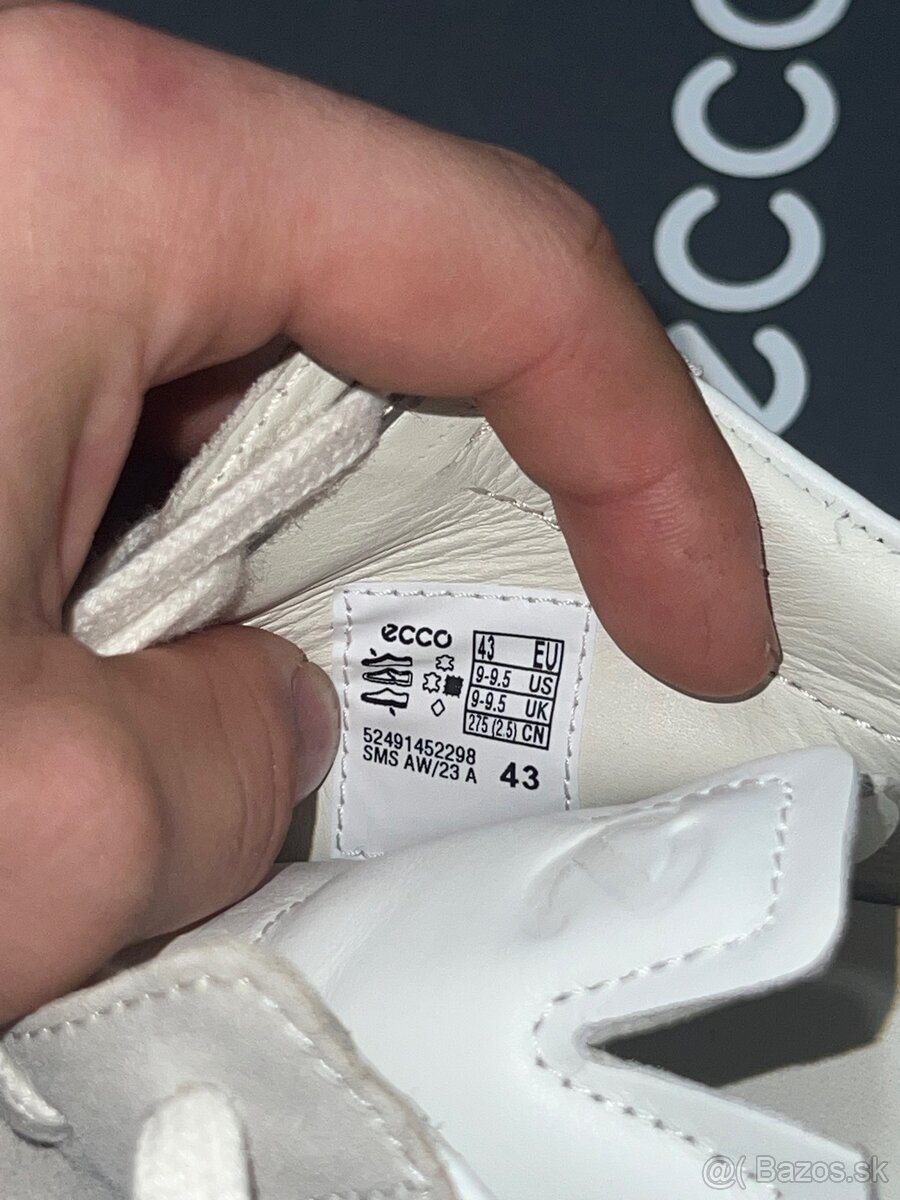 ecco
ecco
43 EU
9-9.5 US
9-9.5 UK
275 (2.5) CN
52491452298
SMS AW/23 A
43
@( Bazos.sk